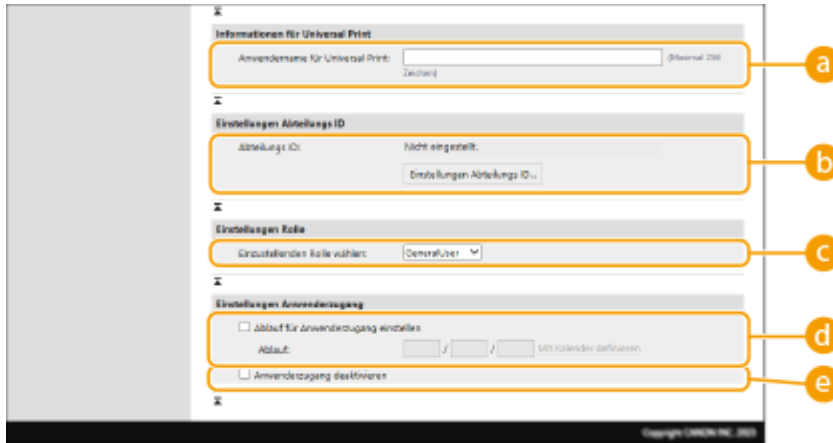 Informationen für Universal Print
Anwendername für Universal Print:
(Maximal 256
Zeichen)
a
Einstellungen Abteilungs ID
Abteilungs ID:
Nicht eingestellt.
Einstellungen Abteilungs ID...
b
Einstellungen Rolle
Einzustellenden Rolle wählen:
GeneralUser
c
Einstellungen Anwenderzugang
Ablauf für Anwenderzugang einstellen
Ablauf: / / Mit Kalender definieren
d
Anwenderzugang deaktivieren
e
Copyright CANON INC. 2023